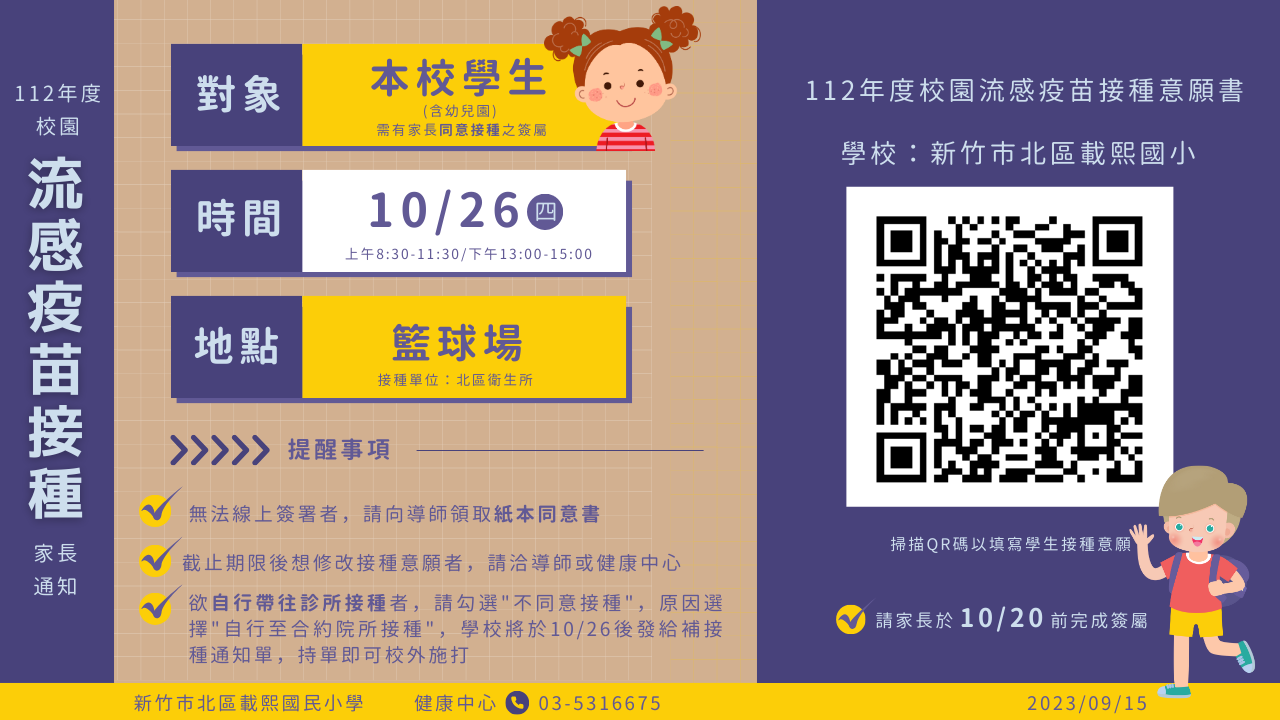 112年度
校園
流感疫苗接種
家長
通知
對象
本校學生
(含幼兒園)
需有家長同意接種之簽屬
時間
10/26 四
上午8:30-11:30/下午13:00-15:00
地點
籃球場
接種單位：北區衛生所
提醒事項
無法線上簽署者，請向導師領取紙本同意書
截止期限後想修改接種意願者，請洽導師或健康中心
欲自行帶往診所接種者，請勾選"不同意接種"，原因選
擇"自行至合約院所接種"，學校將於10/26後發給補接
種通知單，持單即可校外施打
112年度校園流感疫苗接種意願書
學校：新竹市北區載熙國小
掃描QR碼以填寫學生接種意願
請家長於 10/20 前完成簽屬
新竹市北區載熙國民小學 健康中心 03-5316675
2023/09/15